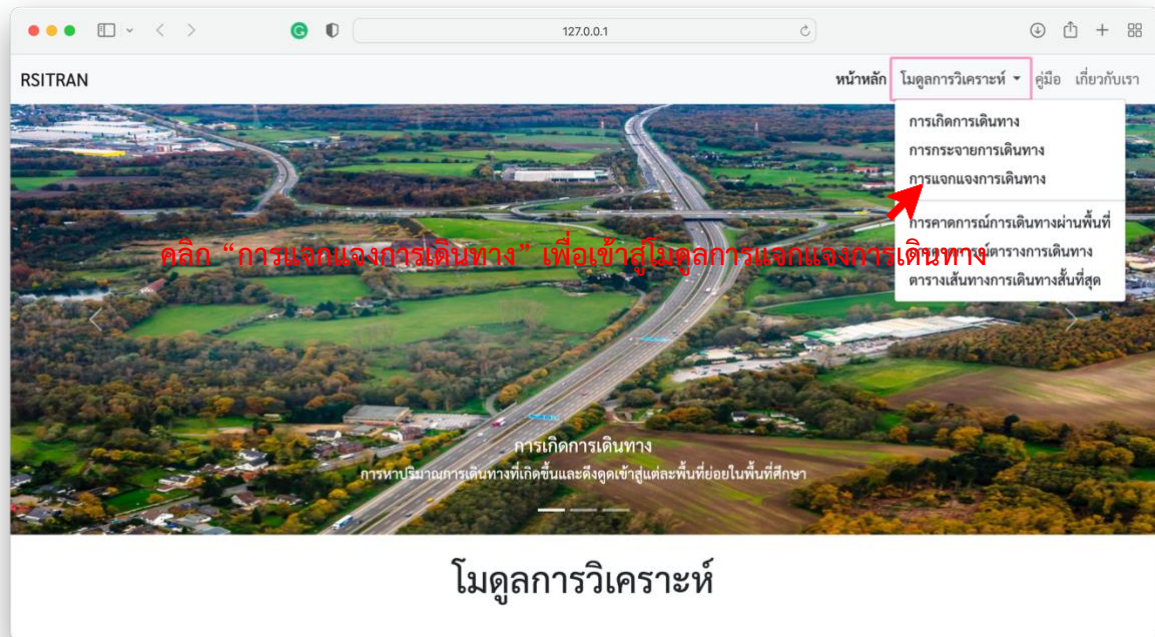 127.0.0.1
RSITRAN
หน้าหลัก โมดูลการวิเคราะห์ คู่มือ เกี่ยวกับเรา
การเกิดการเดินทาง
การกระจายการเดินทาง
การแจกแจงการเดินทาง
การคาดการณ์การเดินทางผ่านพื้นที่
คลิก “การแจกแจงการเดินทาง” เพื่อเข้าสู่โมดูลการแจกแจงการเดินทาง
ตารางการเดินทาง
ตารางเส้นทางการเดินทางสั้นที่สุด
การเกิดการเดินทาง
การหาปริมาณการเดินทางที่เกิดขึ้นและดึงดูดเข้าสู่แต่ละพื้นที่ย่อยในพื้นที่ศึกษา
โมดูลการวิเคราะห์